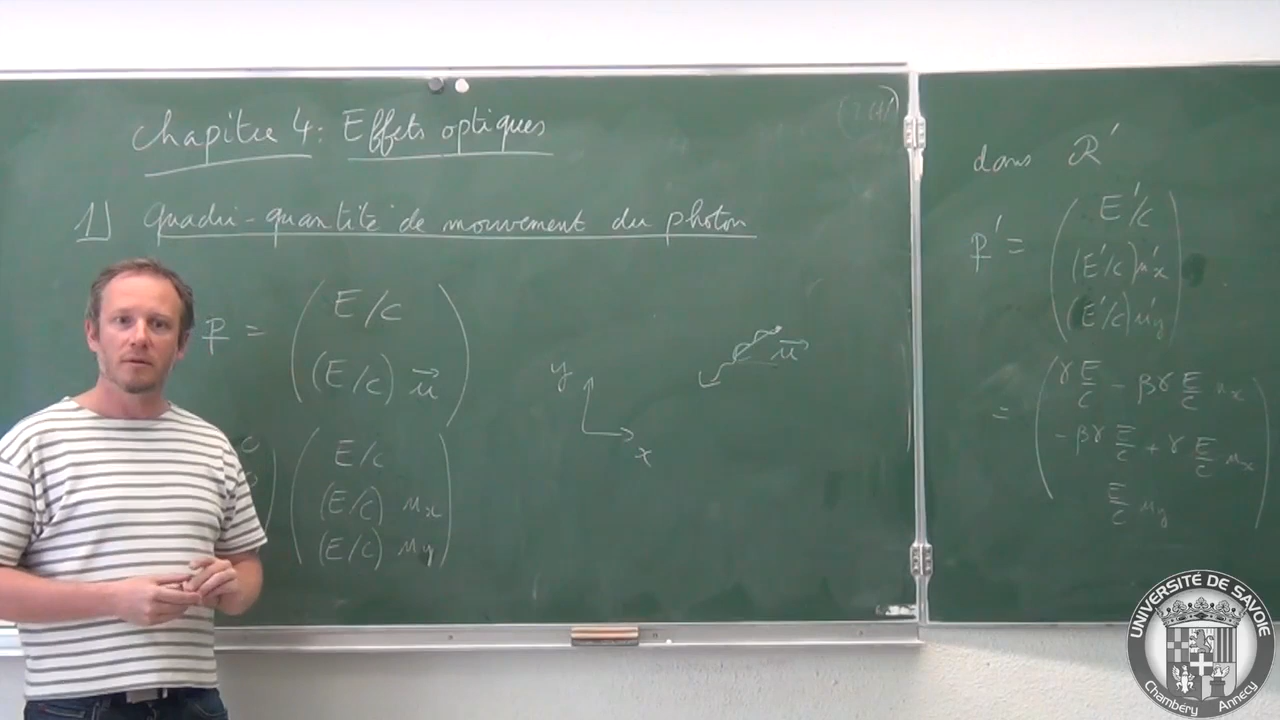 Chapitre 4: Effets optiques
1] Quadri-quantité de mouvement du photon
P = ( E/c
(E/c) u⃗ )
( E/c
(E/c) ux
(E/c) uy )
y
x
u⃗
dans R'
P' = ( E'/c
(E'/c) u'x
(E'/c) u'y )
= ( γ E/c - βγ E/c ux
-βγ E/c + γ E/c ux
E/c uy )
UNIVERSITÉ DE SAVOIE
Chambéry Annecy